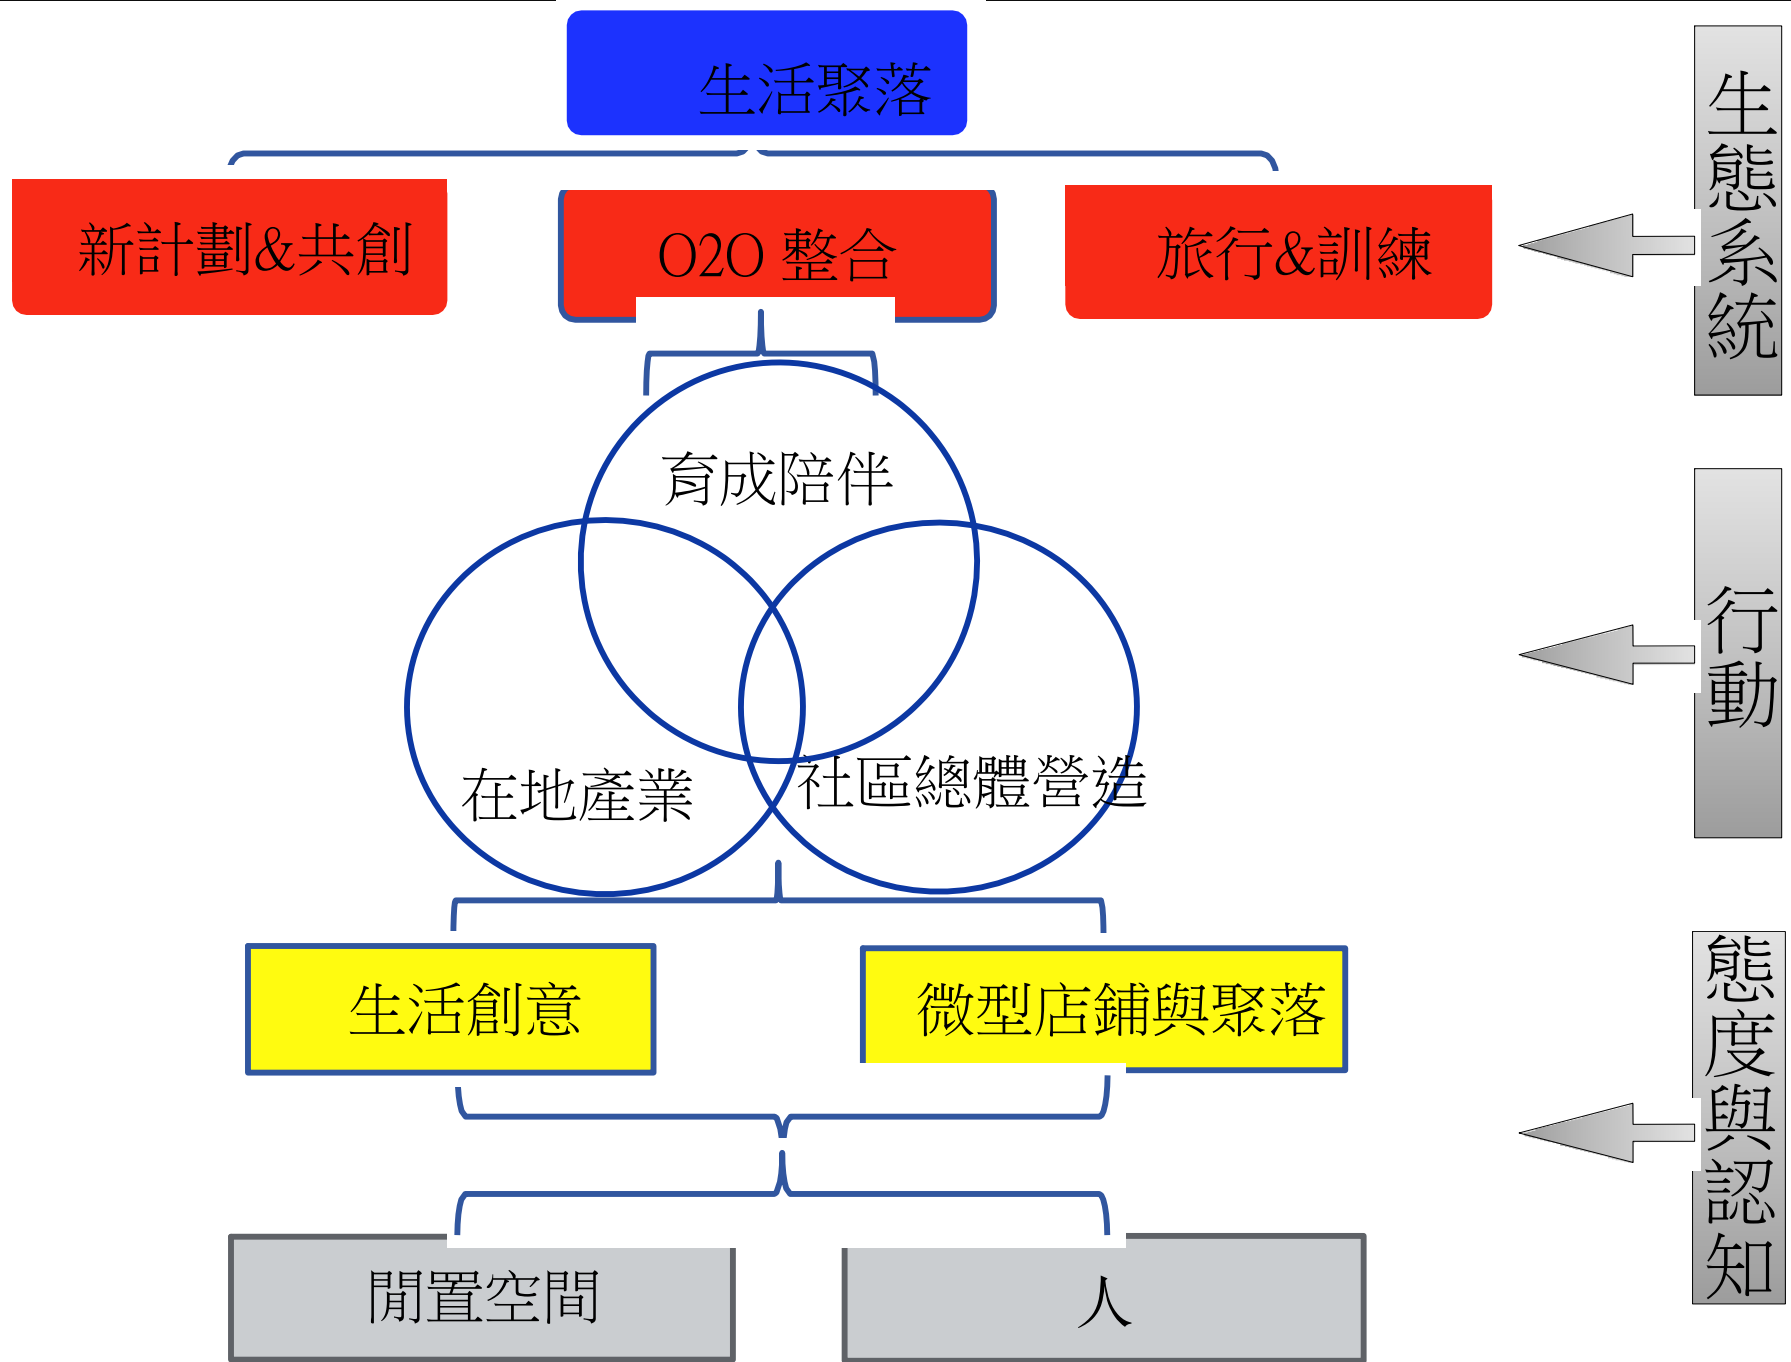 生活聚落
新計劃&共創
O2O 整合
旅行&訓練
生態系統
育成陪伴
在地產業
社區總體營造
行動
生活創意
微型店鋪與聚落
態度與認知
閒置空間
人